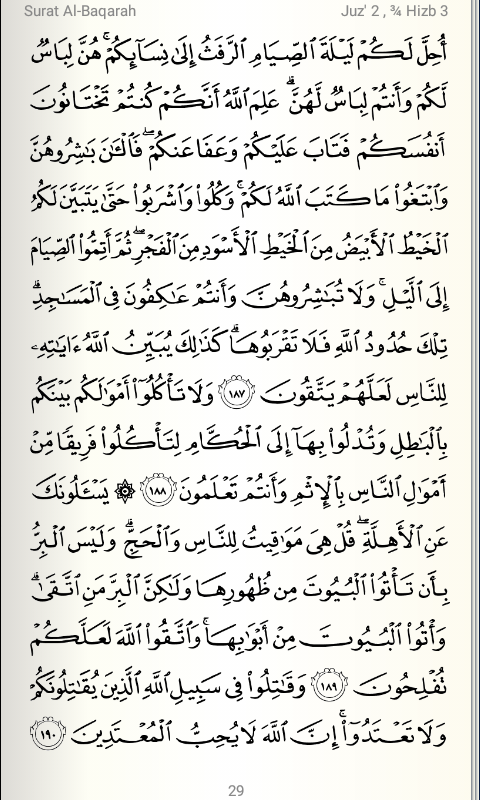 Surat Al-Baqarah Juz' 2 , ¾ Hizb 3
أُحِلَّ لَكُمْ لَيْلَةَ ٱلصِّيَامِ ٱلرَّفَثُ إِلَىٰ نِسَآئِكُمْ ۚ هُنَّ لِبَاسٌ
لَّكُمْ وَأَنتُمْ لِبَاسٌ لَّهُنَّ ۗ عَلِمَ ٱللَّهُ أَنَّكُمْ كُنتُمْ تَخْتَانُونَ
أَنفُسَكُمْ فَتَابَ عَلَيْكُمْ وَعَفَا عَنكُمْ ۖ فَٱلْـَٰٔنَ بَـٰشِرُوهُنَّ
وَٱبْتَغُوا۟ مَا كَتَبَ ٱللَّهُ لَكُمْ ۚ وَكُلُوا۟ وَٱشْرَبُوا۟ حَتَّىٰ يَتَبَيَّنَ لَكُمُ
ٱلْخَيْطُ ٱلْأَبْيَضُ مِنَ ٱلْخَيْطِ ٱلْأَسْوَدِ مِنَ ٱلْفَجْرِ ۖ ثُمَّ أَتِمُّوا۟ ٱلصِّيَامَ
إِلَى ٱلَّيْلِ ۚ وَلَا تُبَـٰشِرُوهُنَّ وَأَنتُمْ عَـٰكِفُونَ فِى ٱلْمَسَـٰجِدِ ۗ
تِلْكَ حُدُودُ ٱللَّهِ فَلَا تَقْرَبُوهَا ۗ كَذَٰلِكَ يُبَيِّنُ ٱللَّهُ ءَايَـٰتِهِۦ
لِلنَّاسِ لَعَلَّهُمْ يَتَّقُونَ ١٨٧ وَلَا تَأْكُلُوٓا۟ أَمْوَٰلَكُم بَيْنَكُم
بِٱلْبَـٰطِلِ وَتُدْلُوا۟ بِهَآ إِلَى ٱلْحُكَّامِ لِتَأْكُلُوا۟ فَرِيقًا مِّنْ
أَمْوَٰلِ ٱلنَّاسِ بِٱلْإِثْمِ وَأَنتُمْ تَعْلَمُونَ ١٨٨ ۞ يَسْـَٔلُونَكَ
عَنِ ٱلْأَهِلَّةِ ۖ قُلْ هِىَ مَوَٰقِيتُ لِلنَّاسِ وَٱلْحَجِّ ۗ وَلَيْسَ ٱلْبِرُّ
بِأَن تَأْتُوا۟ ٱلْبُيُوتَ مِن ظُهُورِهَا وَلَـٰكِنَّ ٱلْبِرَّ مَنِ ٱتَّقَىٰ ۗ
وَأْتُوا۟ ٱلْبُيُوتَ مِنْ أَبْوَٰبِهَا ۚ وَٱتَّقُوا۟ ٱللَّهَ لَعَلَّكُمْ
تُفْلِحُونَ ١٨٩ وَقَـٰتِلُوا۟ فِى سَبِيلِ ٱللَّهِ ٱلَّذِينَ يُقَـٰتِلُونَكُمْ
وَلَا تَعْتَدُوٓا۟ ۚ إِنَّ ٱللَّهَ لَا يُحِبُّ ٱلْمُعْتَدِينَ ١٩٠
29